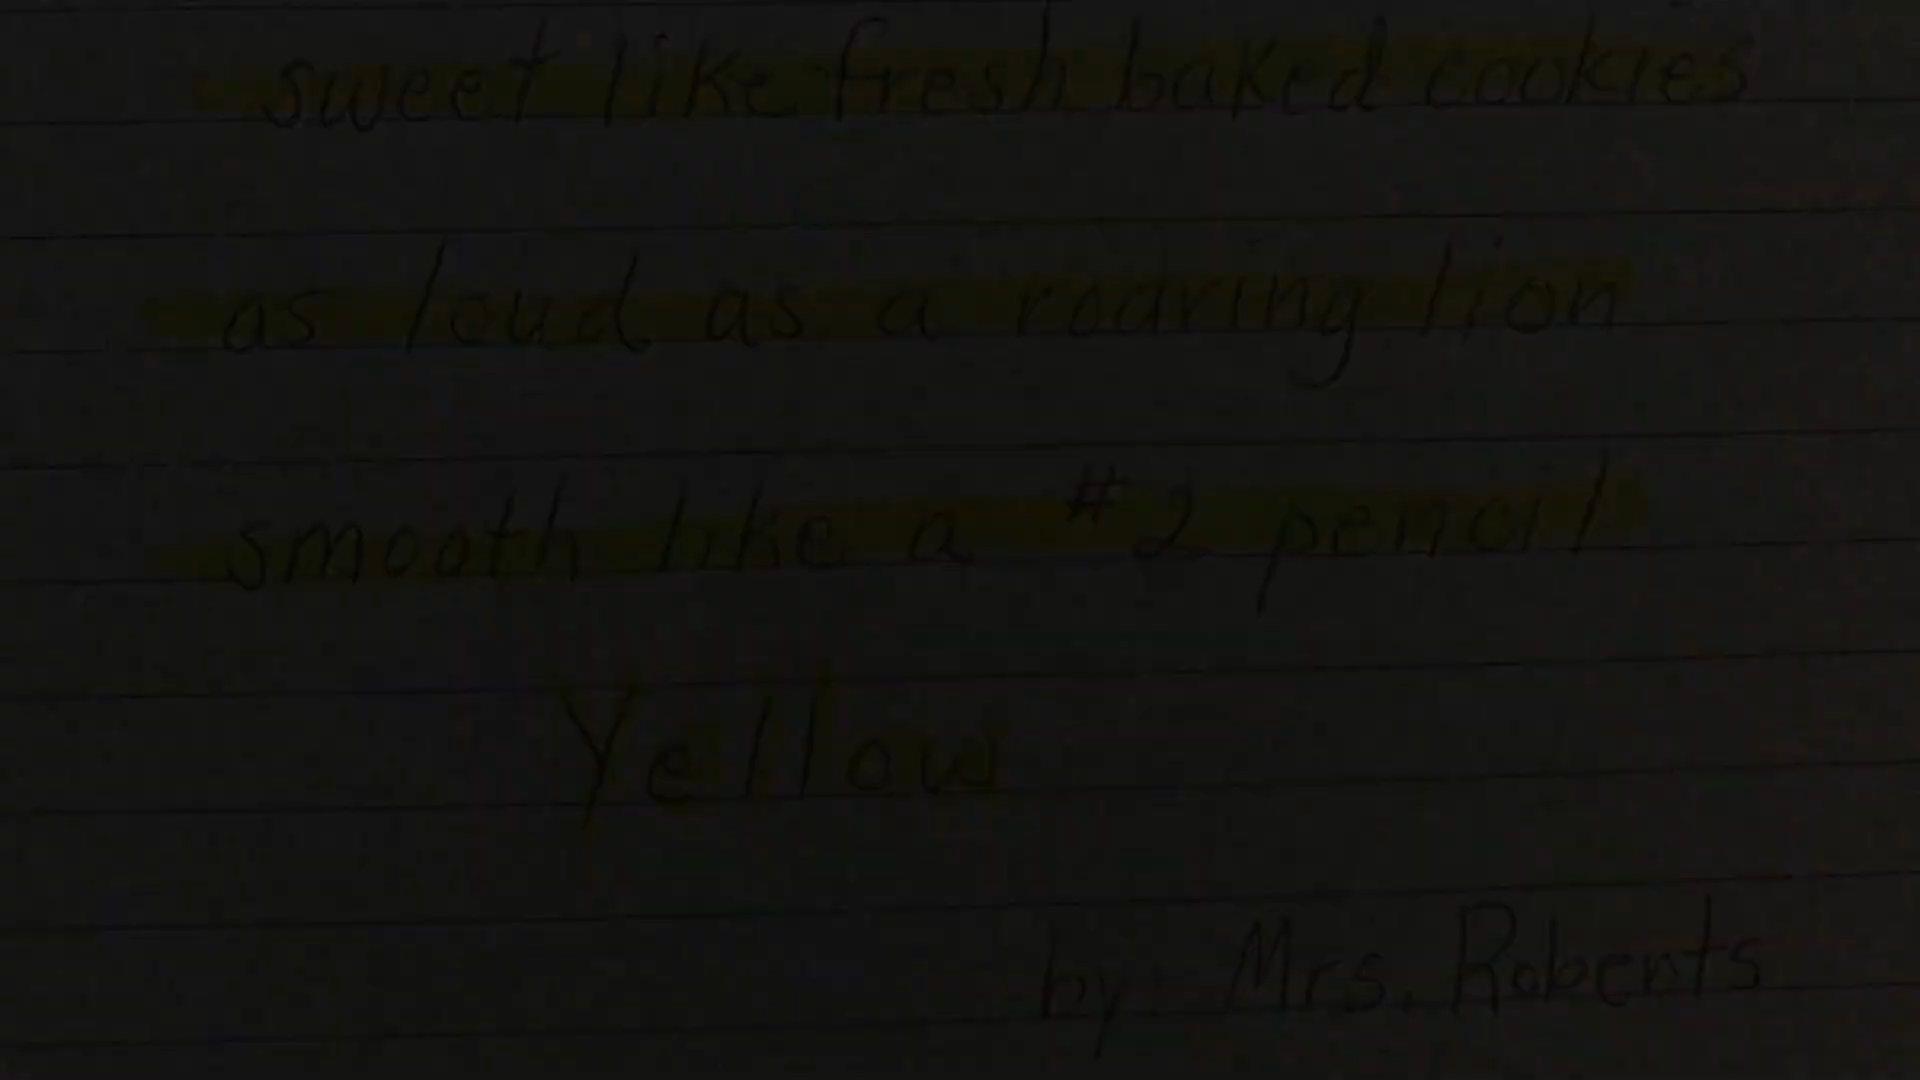 sweet like fresh baked cookies
as loud as a roaring lion
smooth like a #2 pencil
Yellow
by: Mrs. Roberts